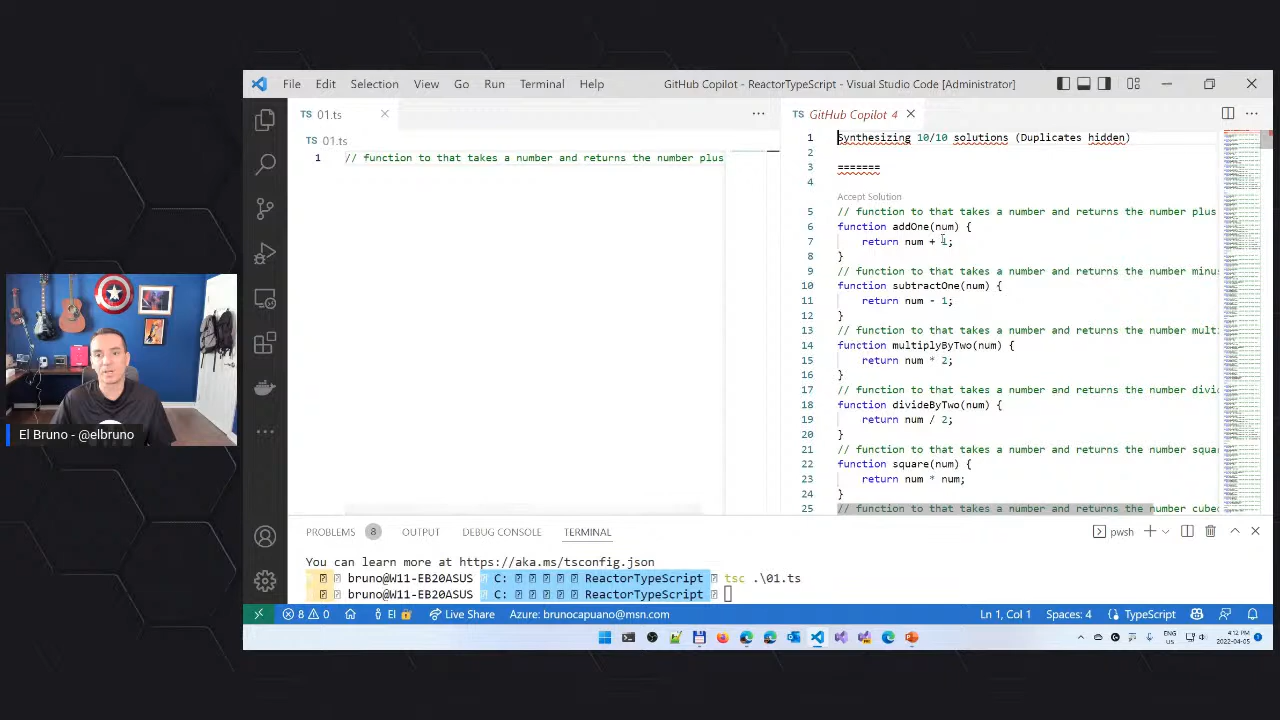 File Edit Selection View Go Run Terminal Help
GitHub Copilot - ReactorTypeScript - Visual Studio Code [Administrator]
TS 01.ts
TS 01.ts
1 // function to that takes a number and returns the number plus
TS GitHub Copilot 4
1 Synthesizing 10/10 solutions (Duplicates hidden)
2
=======
Accept Solution
// function to that takes a number and returns the number plus
6 function addOne(num)
return num + 1;
8 }
// function to that takes a number and returns the number minu
10 function subtractOne(num) {
return num - 1;
12 }
13 // function to that takes a number and returns the number mult
14 function multiplyBy (num) {
15 return num * 2;
16 }
17 // function to that takes a number and returns the number divi
18 function divideByTwo {
19 return num / 2;
20 }
21 // function to that takes a number and returns the number squa
22 function square(num) {
23 return num * num;
24 }
25 // function to that takes a number and returns the number cubed
El Bruno - @elbruno
PROBLEMS 8 OUTPUT DEBUG CONSOLE TERMINAL
pwsh
You can learn more at https://aka.ms/tsconfig.json
bruno@W11-EB20ASUS C: ReactorTypeScript tsc .\01.ts
bruno@W11-EB20ASUS C: ReactorTypeScript
8 0 El Live Share Azure: brunocapuano@msn.com Ln 1, Col 1 Spaces: 4 TypeScript
ENG US 4:12 PM 2022-04-05